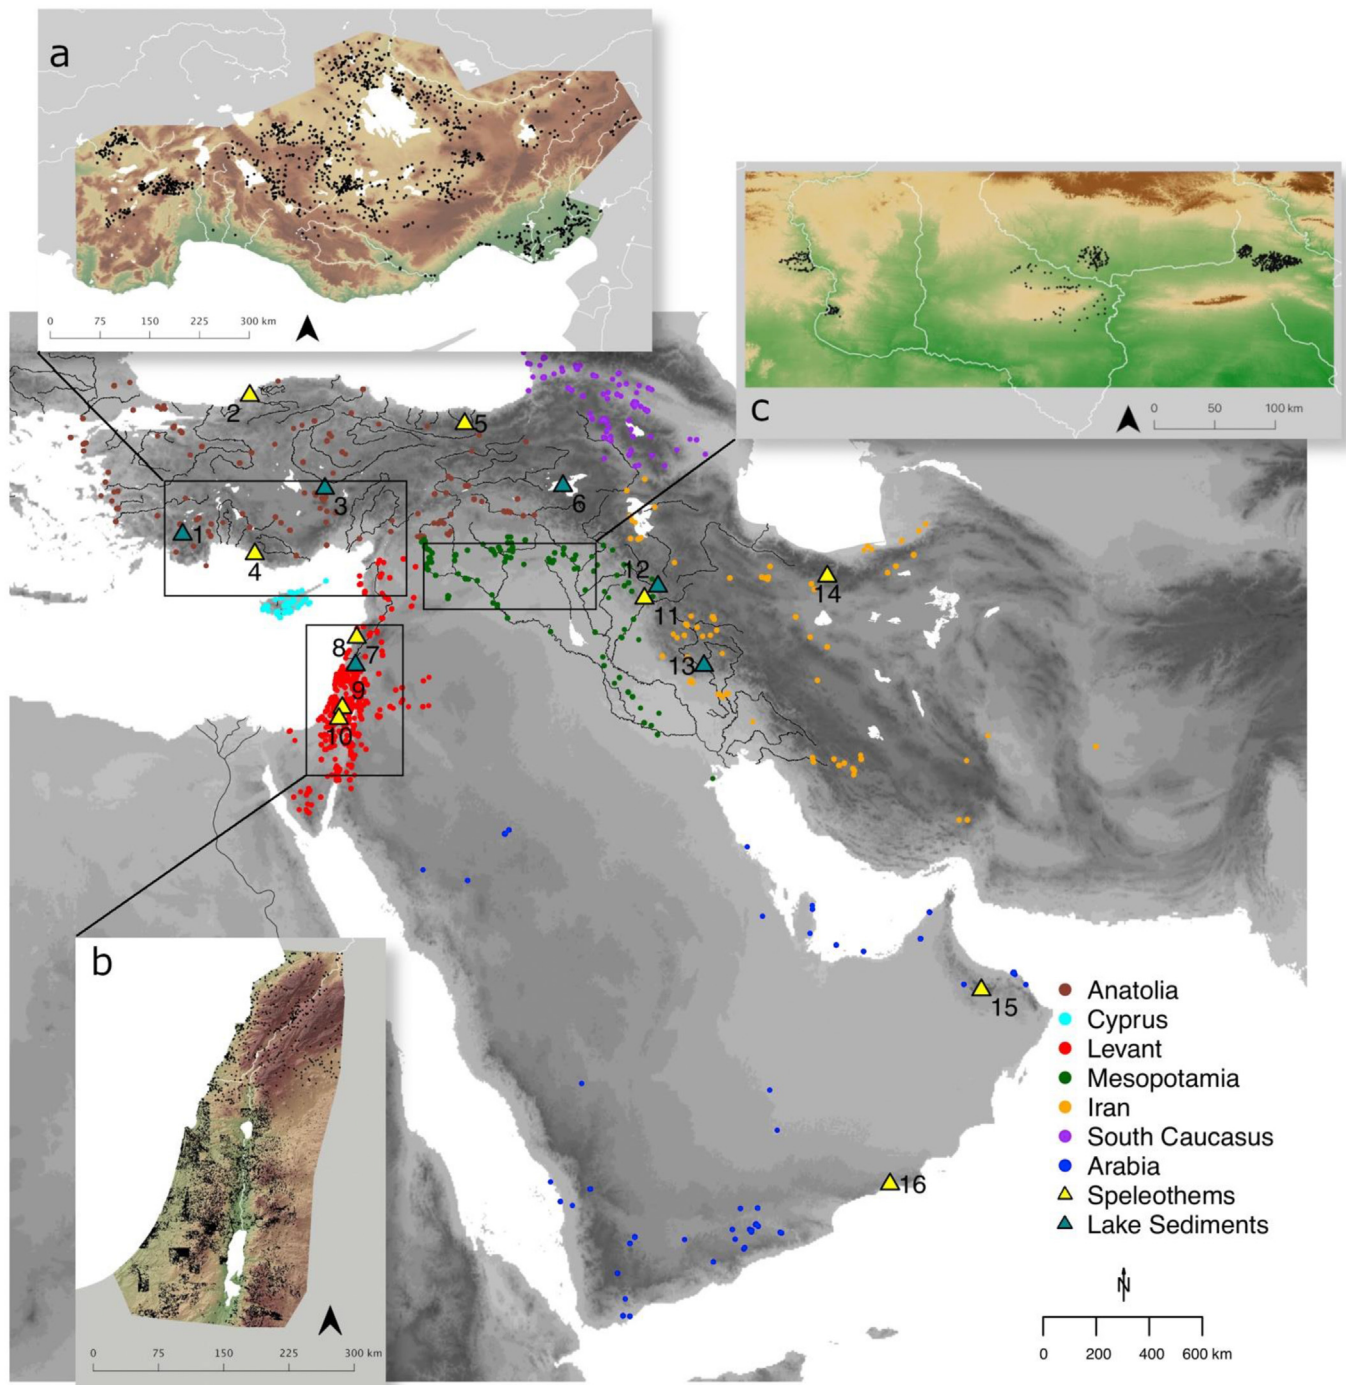 a
0 75 150 225 300 km
c
0 50 100 km
2
5
3
6
1
4
12
11
14
8
7
13
9
10
15
16
b
0 75 150 225 300 km
Anatolia
Cyprus
Levant
Mesopotamia
Iran
South Caucasus
Arabia
Speleothems
Lake Sediments
N
0 200 400 600 km